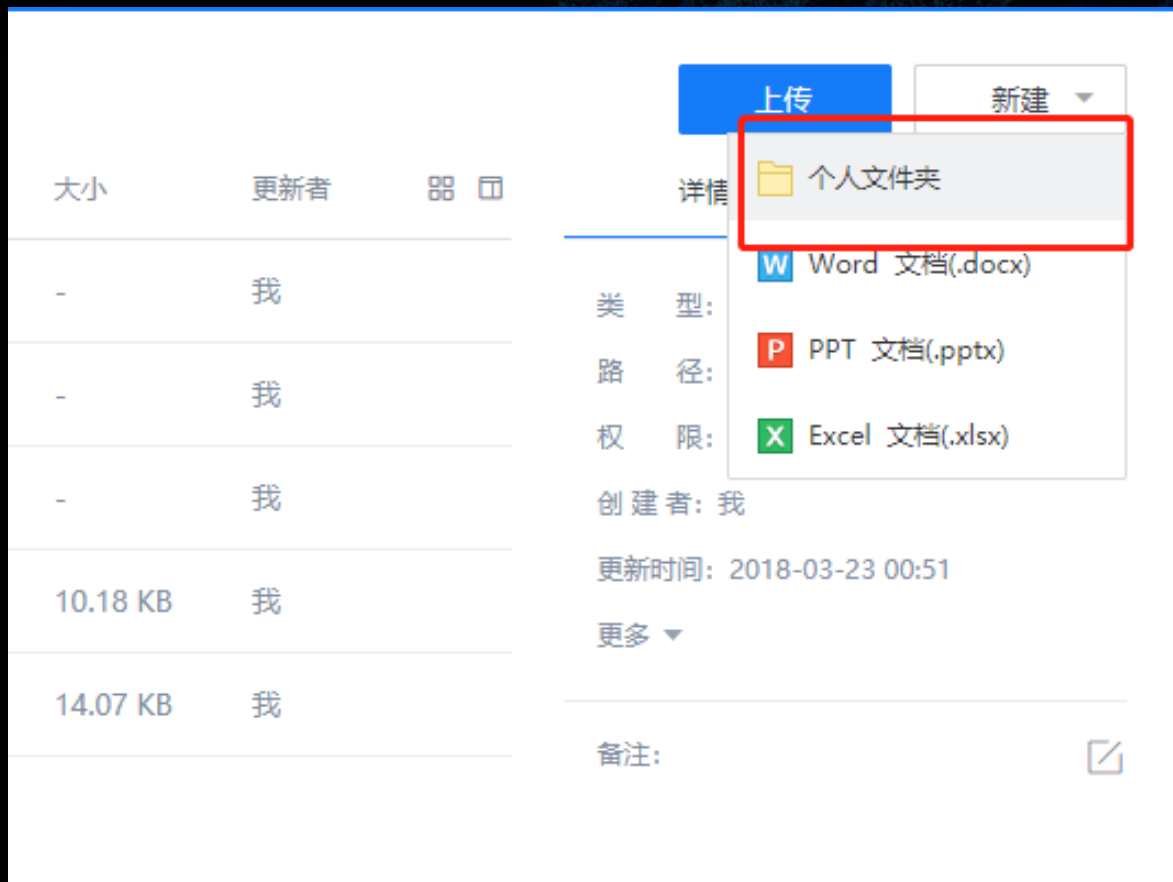 上传
新建
大小 更新者
详情
个人文件夹
W Word 文档(.docx)
P PPT 文档(.pptx)
X Excel 文档(.xlsx)
- 我
- 我
- 我
10.18 KB 我
14.07 KB 我
类 型:
路 径:
权 限:
创 建 者: 我
更新时间: 2018-03-23 00:51
更多
备注: